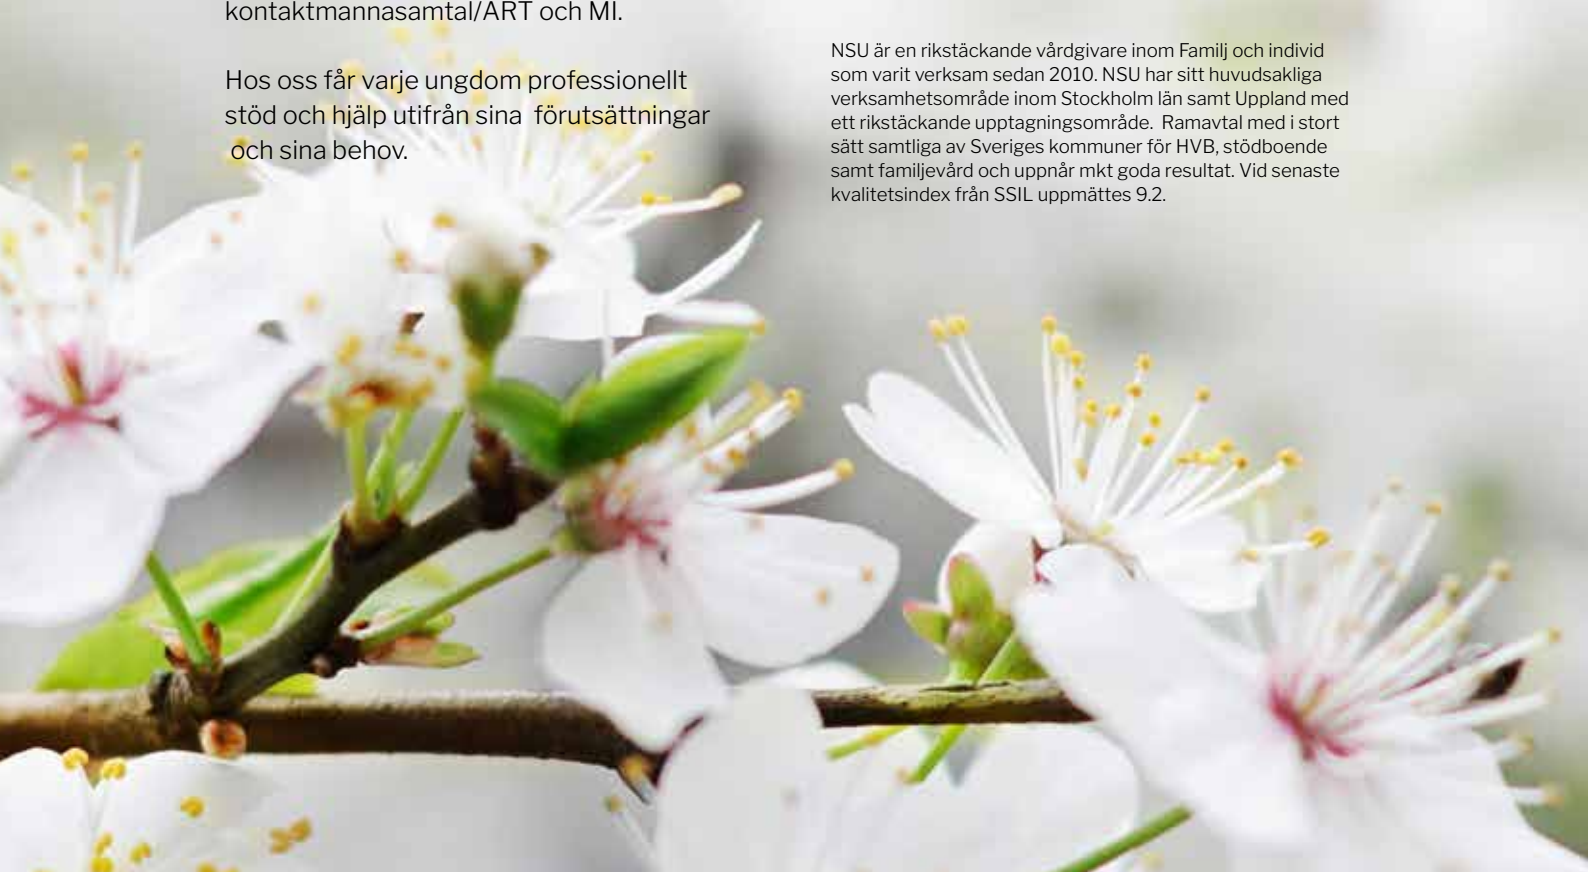 kontaktmannasamtal/ART och MI.
Hos oss får varje ungdom professionellt
stöd och hjälp utifrån sina  förutsättningar
och sina behov.
NSU är en rikstäckande vårdgivare inom Familj och individ
som varit verksam sedan 2010. NSU har sitt huvudsakliga
verksamhetsområde inom Stockholm län samt Uppland med
ett rikstäckande upptagningsområde.  Ramavtal med i stort
sätt samtliga av Sveriges kommuner för HVB, stödboende
samt familjevård och uppnår mkt goda resultat. Vid senaste
kvalitetsindex från SSIL uppmättes 9.2.